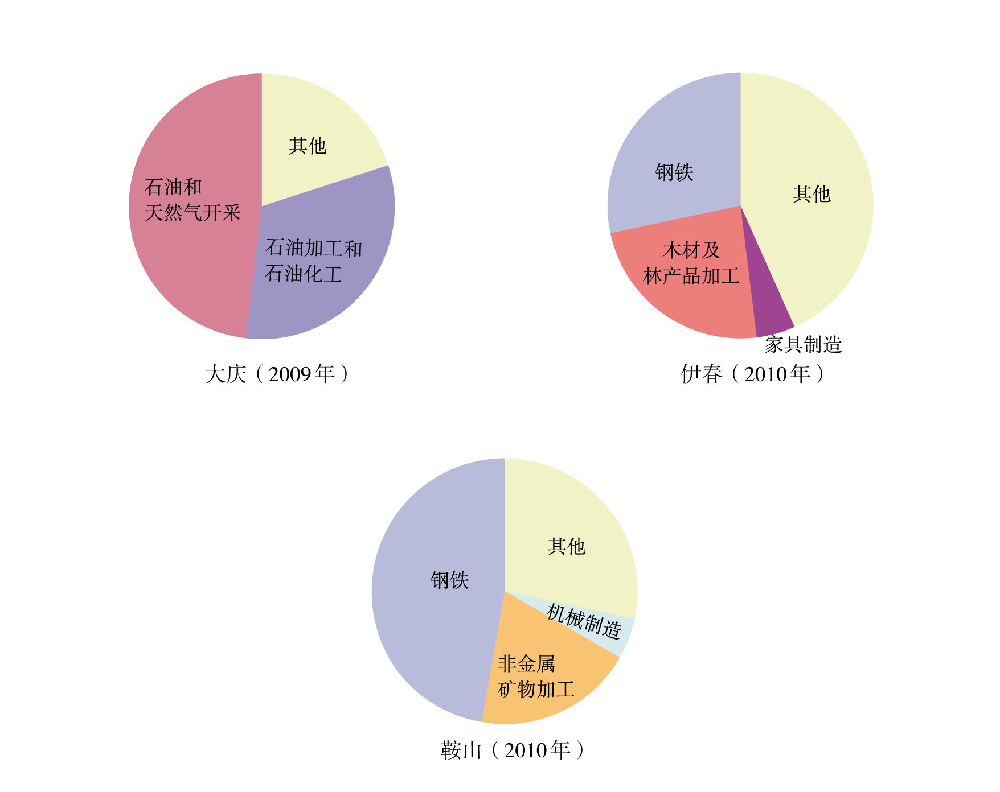 其他
石油和
天然气开采
石油加工和
石油化工
大庆（2009年）
钢铁
其他
木材及
林产品加工
家具制造
伊春（2010年）
其他
钢铁
机械制造
非金属
矿物加工
鞍山（2010年）